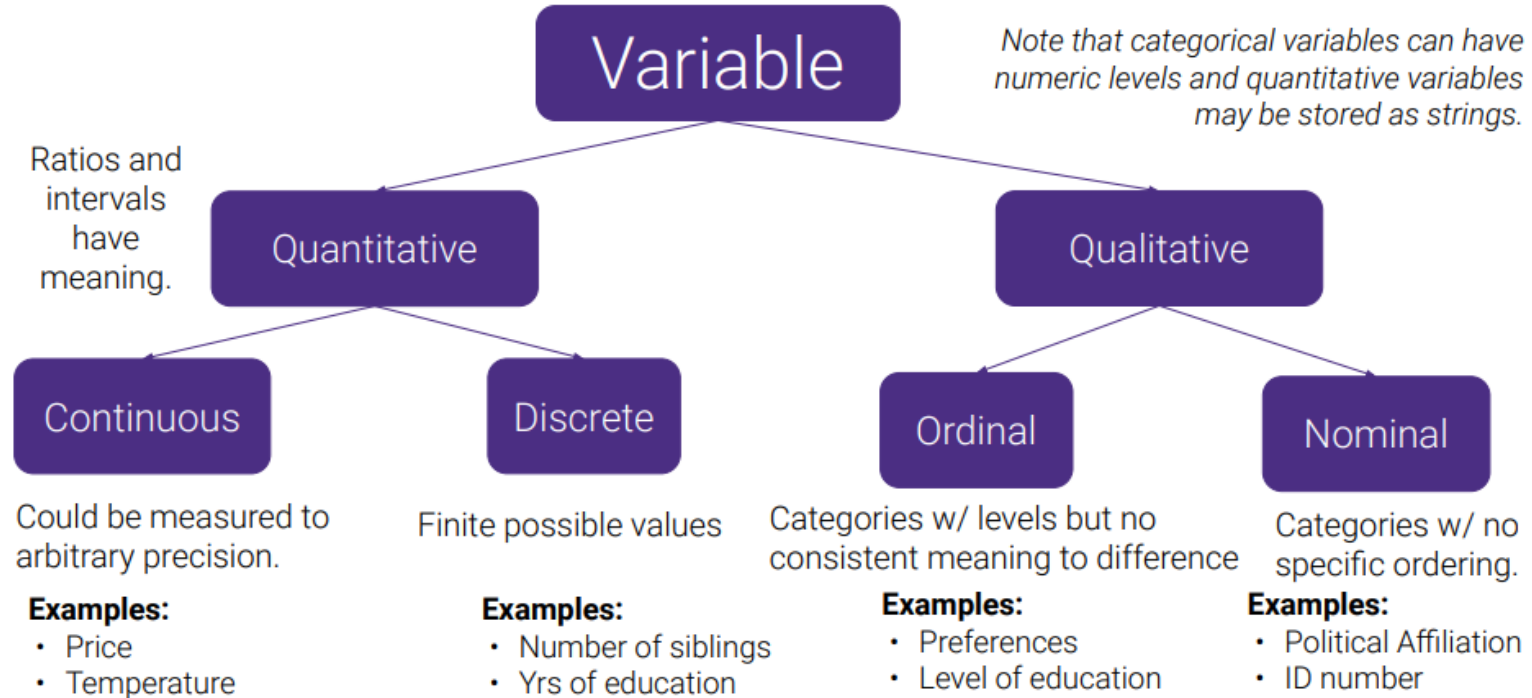 Variable
Note that categorical variables can have
numeric levels and quantitative variables
may be stored as strings.
Ratios and
intervals
have
meaning.
Quantitative
Qualitative
Continuous
Discrete
Ordinal
Nominal
Could be measured to
arbitrary precision.
Finite possible values
Categories w/ levels but no
consistent meaning to difference
Categories w/ no
specific ordering.
Examples:
• Price
• Temperature
Examples:
• Number of siblings
• Yrs of education
Examples:
• Preferences
• Level of education
Examples:
• Political Affiliation
• ID number